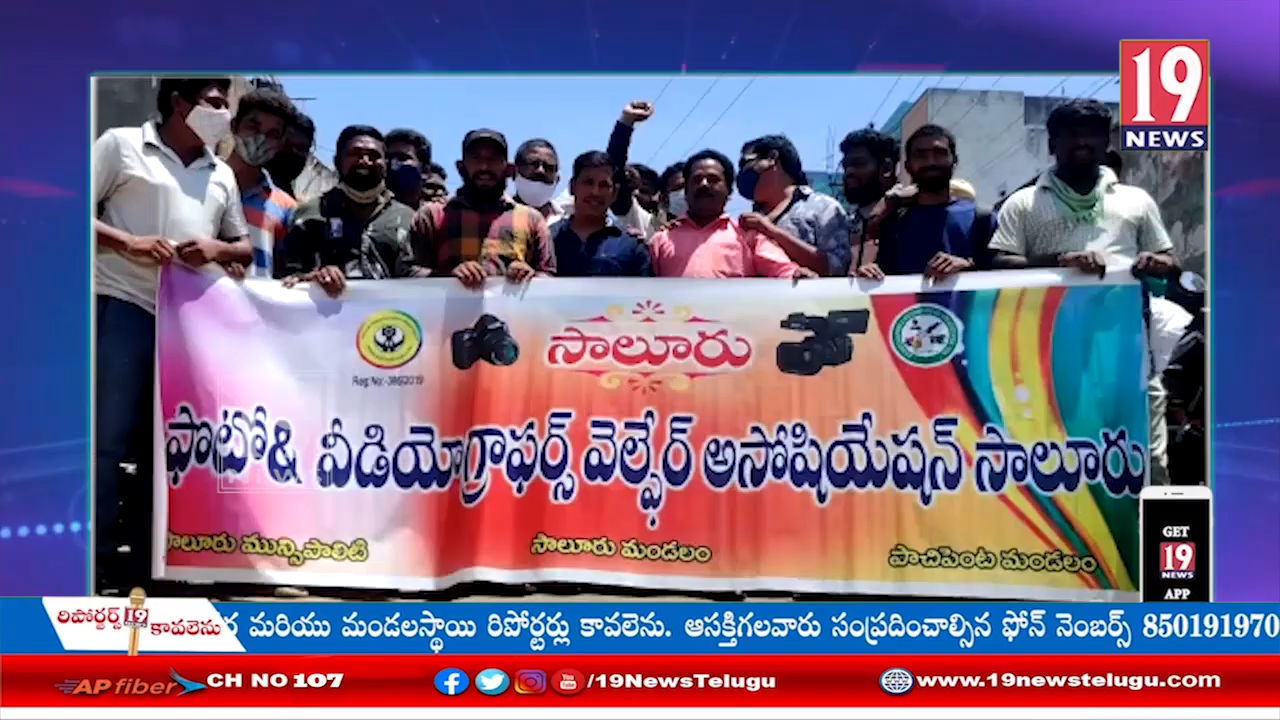 19
NEWS
Reg.No:-386/2019
సాలూరు
ఫొటో& వీడియోగ్రాఫర్స్ వెల్ఫేర్ అసోషియేషన్ సాలూరు
సాలూరు మున్సిపాలిటీ
సాలూరు మండలం
పాచిపెంట మండలం
GET
19
NEWS
APP
రిపోర్టర్స్ 19 కావలెను
ర మరియు మండలస్థాయి రిపోర్టర్లు కావలెను. ఆసక్తిగలవారు సంప్రదించాల్సిన ఫోన్ నెంబర్స్ 850191970
AP fiber CH NO 107
/19NewsTelugu
www.19newstelugu.com